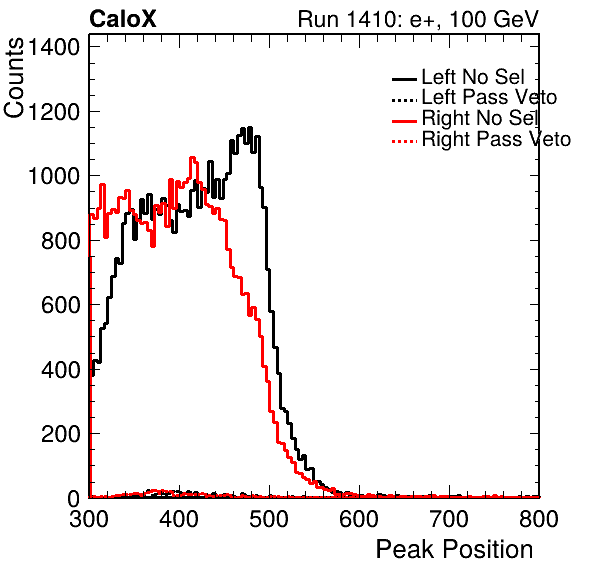 CaloX
Run 1410: e+, 100 GeV
Counts
1400
1200
1000
800
600
400
200
0
Left No Sel
Left Pass Veto
Right No Sel
Right Pass Veto
300 400 500 600 700 800
Peak Position